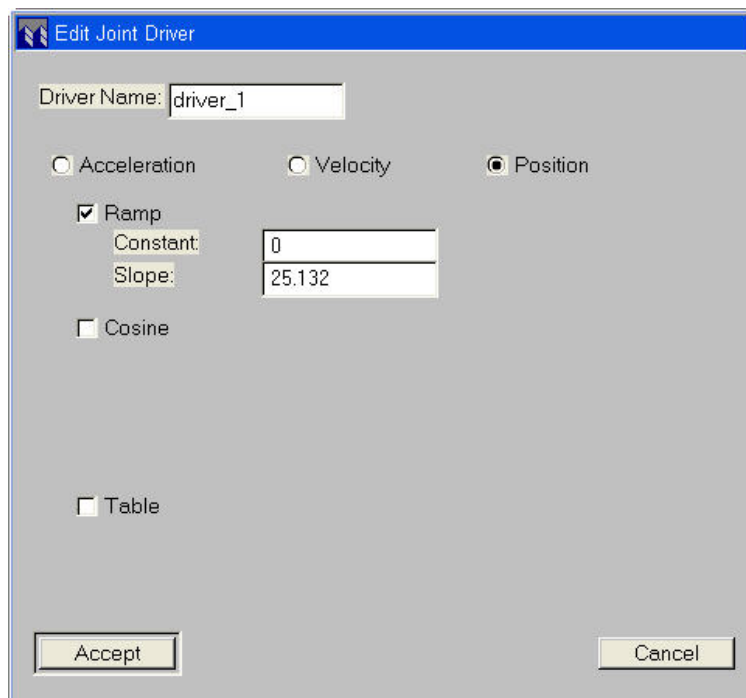 Edit Joint Driver
Driver Name: driver_1
Acceleration Velocity Position
Ramp
Constant: 0
Slope: 25.132
Cosine
Table
Accept Cancel